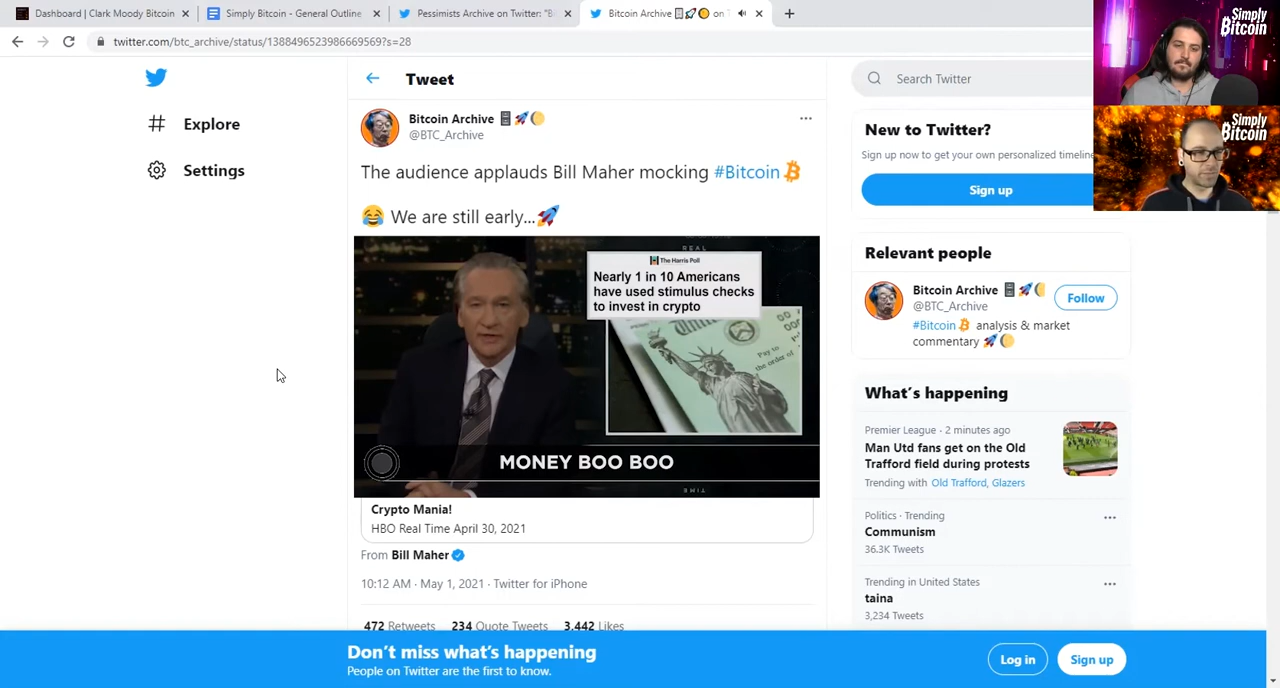 Dashboard | Clark Moody Bitcoin
Simply Bitcoin - General Outline
Pessimists Archive on Twitter: "B
Bitcoin Archive on T
twitter.com/btc_archive/status/1388496523986669569?s=28
Simply Bitcoin
Simply Bitcoin
Explore
Settings
Tweet
Bitcoin Archive
@BTC_Archive
The audience applauds Bill Maher mocking #Bitcoin
We are still early...
REAL
The Harris Poll
Nearly 1 in 10 Americans
have used stimulus checks
to invest in crypto
Pay to
the order of
MONEY BOO BOO
TIME
Crypto Mania!
HBO Real Time April 30, 2021
From Bill Maher
10:12 AM · May 1, 2021 · Twitter for iPhone
472 Retweets 234 Quote Tweets 3,442 Likes
Search Twitter
New to Twitter?
Sign up now to get your own personalized timeline
Sign up
Relevant people
Bitcoin Archive
@BTC_Archive
Follow
#Bitcoin analysis & market
commentary
What's happening
Premier League · 2 minutes ago
Man Utd fans get on the Old
Trafford field during protests
Trending with Old Trafford, Glazers
Politics · Trending
Communism
36.3K Tweets
Trending in United States
taina
3,234 Tweets
Don't miss what's happening
People on Twitter are the first to know.
Log in
Sign up